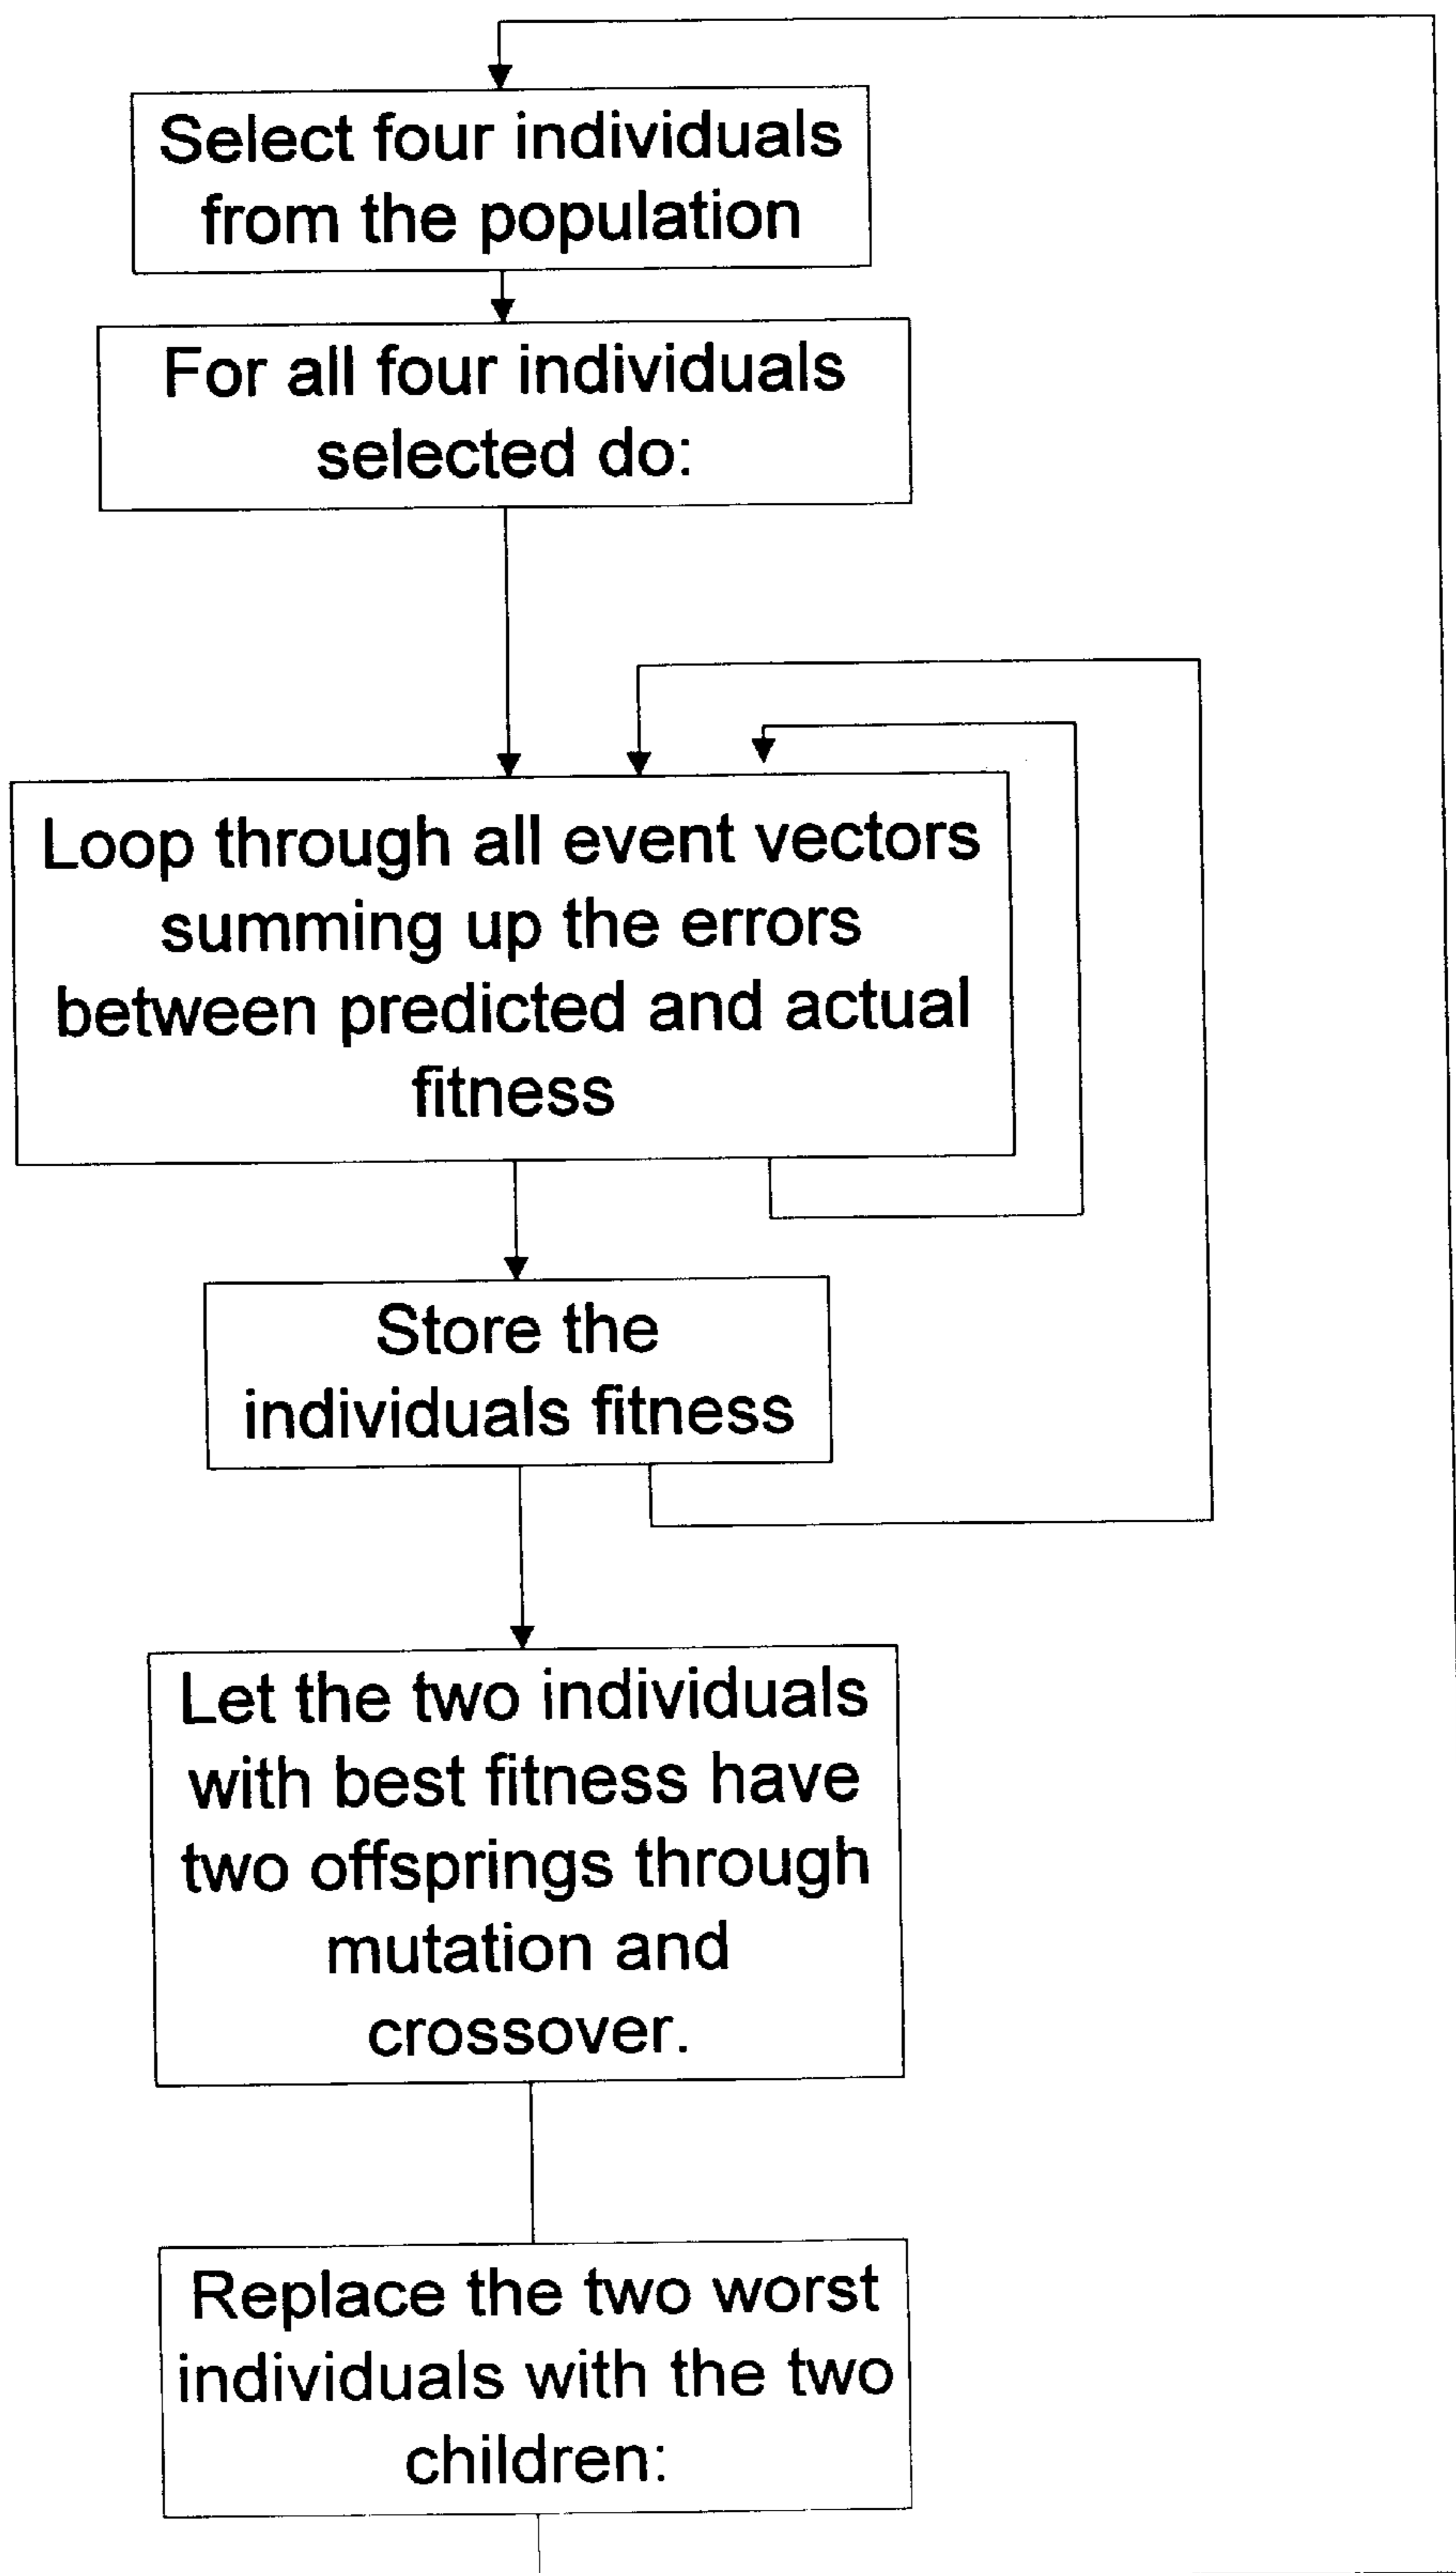 Select four individuals
from the population
For all four individuals
selected do:
Loop through all event vectors
summing up the errors
between predicted and actual
fitness
Store the
individuals fitness
Let the two individuals
with best fitness have
two offsprings through
mutation and
crossover.
Replace the two worst
individuals with the two
children: